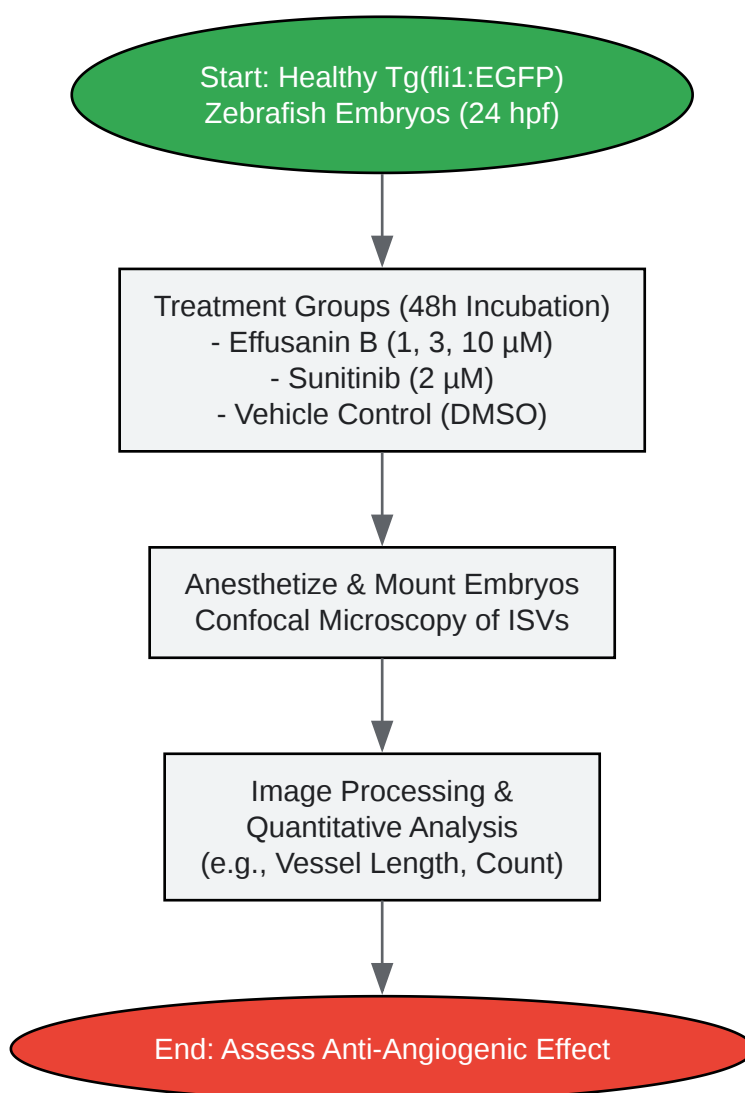 Start: Healthy Tg(fli1:EGFP)
Zebrafish Embryos (24 hpf)
Treatment Groups (48h Incubation)
- Effusanin B (1, 3, 10 µM)
- Sunitinib (2 µM)
- Vehicle Control (DMSO)
Anesthetize & Mount Embryos
Confocal Microscopy of ISVs
Image Processing &
Quantitative Analysis
(e.g., Vessel Length, Count)
End: Assess Anti-Angiogenic Effect